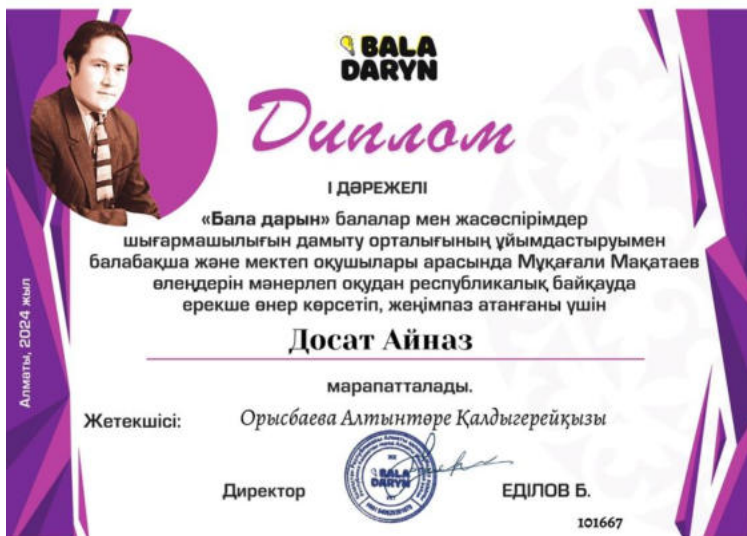 BALA
DARYN
Диплом
І ДӘРЕЖЕЛІ
«Бала дарын» балалар мен жасөспірімдер
шығармашылығын дамыту орталығының ұйымдастыруымен
балабақша және мектеп оқушылары арасында Мұқағали Мақатаев
өлеңдерін мәнерлеп оқудан республикалық байқауда
ерекше өнер көрсетіп, жеңімпаз атанғаны үшін
Досат Айназ
марапатталады.
Жетекшісі: Орысбаева Алтынтөре Қалдыгерейқызы
BALA
DARYN
Директор ЕДІЛОВ Б.
101667
Алматы, 2024 жыл